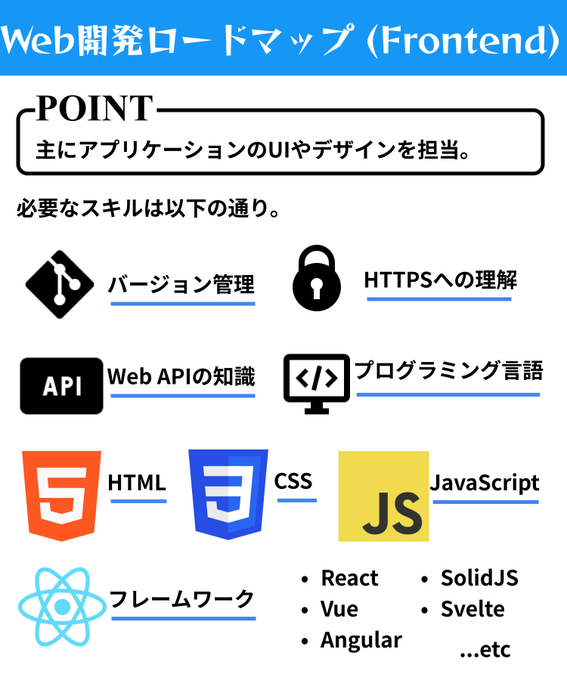 Web開発ロードマップ (Frontend)
POINT
主にアプリケーションのUIやデザインを担当。
必要なスキルは以下の通り。
バージョン管理
HTTPSへの理解
API
Web APIの知識
</>
プログラミング言語
5
HTML
3
CSS
JS
JavaScript
フレームワーク
• React
• Vue
• Angular
• SolidJS
• Svelte
...etc